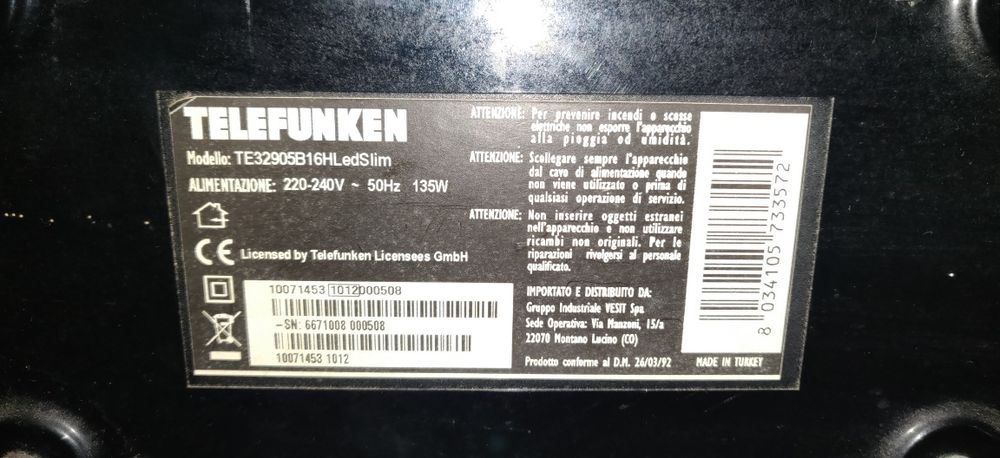 TELEFUNKEN
Modello: TE32905B16HLedSlim
ALIMENTAZIONE: 220-240V ~ 50Hz 135W
CE Licensed by Telefunken Licensees GmbH
10071453 1012 000508
-SN: 6671008 000508
10071453 1012
ATTENZIONE: Per prevenire incendi o scosse
elettriche non esporre l'apparecchio
alla pioggia od umidità.
ATTENZIONE: Scollegare sempre l'apparecchio
dal cavo di alimentazione quando
non viene utilizzato o prima di
qualsiasi operazione di servizio.
ATTENZIONE: Non inserire oggetti estranei
nell'apparecchio e non utilizzare
ricambi non originali. Per le
riparazioni rivolgersi al personale
qualificato.
IMPORTATO E DISTRIBUITO DA:
Gruppo Industriale VESIT Spa
Sede Operativa: Via Manzoni, 15/a
22070 Montano Lucino (CO)
Prodotto conforme al D.M. 26/03/92
8 034105 733572
MADE IN TURKEY